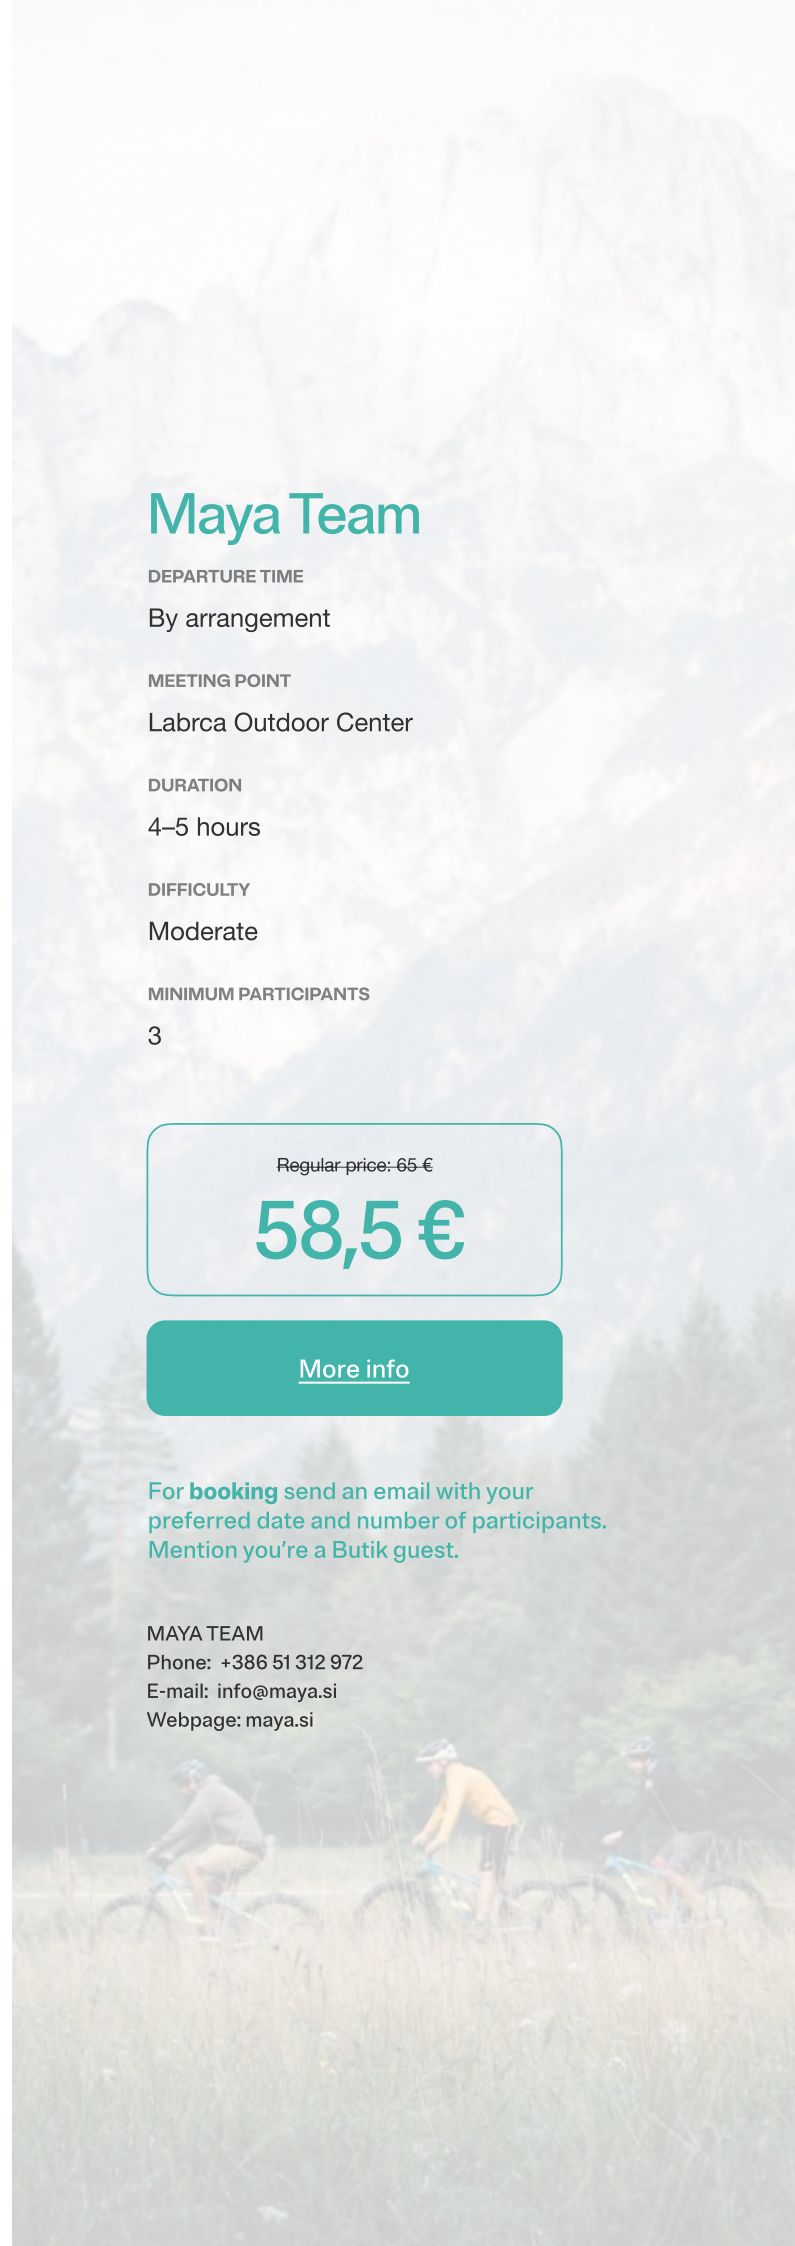 Maya Team
DEPARTURE TIME
By arrangement
MEETING POINT
Labrca Outdoor Center
DURATION
4–5 hours
DIFFICULTY
Moderate
MINIMUM PARTICIPANTS
3
Regular price: 65 €
58,5 €
More info
For booking send an email with your
preferred date and number of participants.
Mention you’re a Butik guest.
MAYA TEAM
Phone: +386 51 312 972
E-mail: info@maya.si
Webpage: maya.si